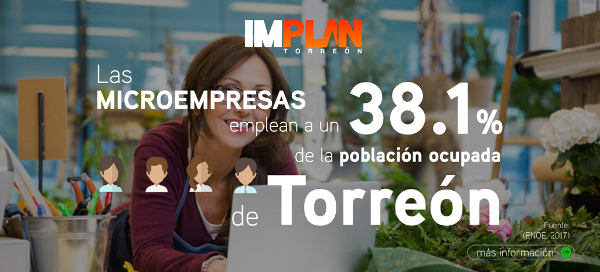 IMPLAN
TORREÓN
Las
MICROEMPRESAS
emplean a un 38.1%
de la población ocupada
de Torreón
Fuente:
(ENOE, 2017)
más información